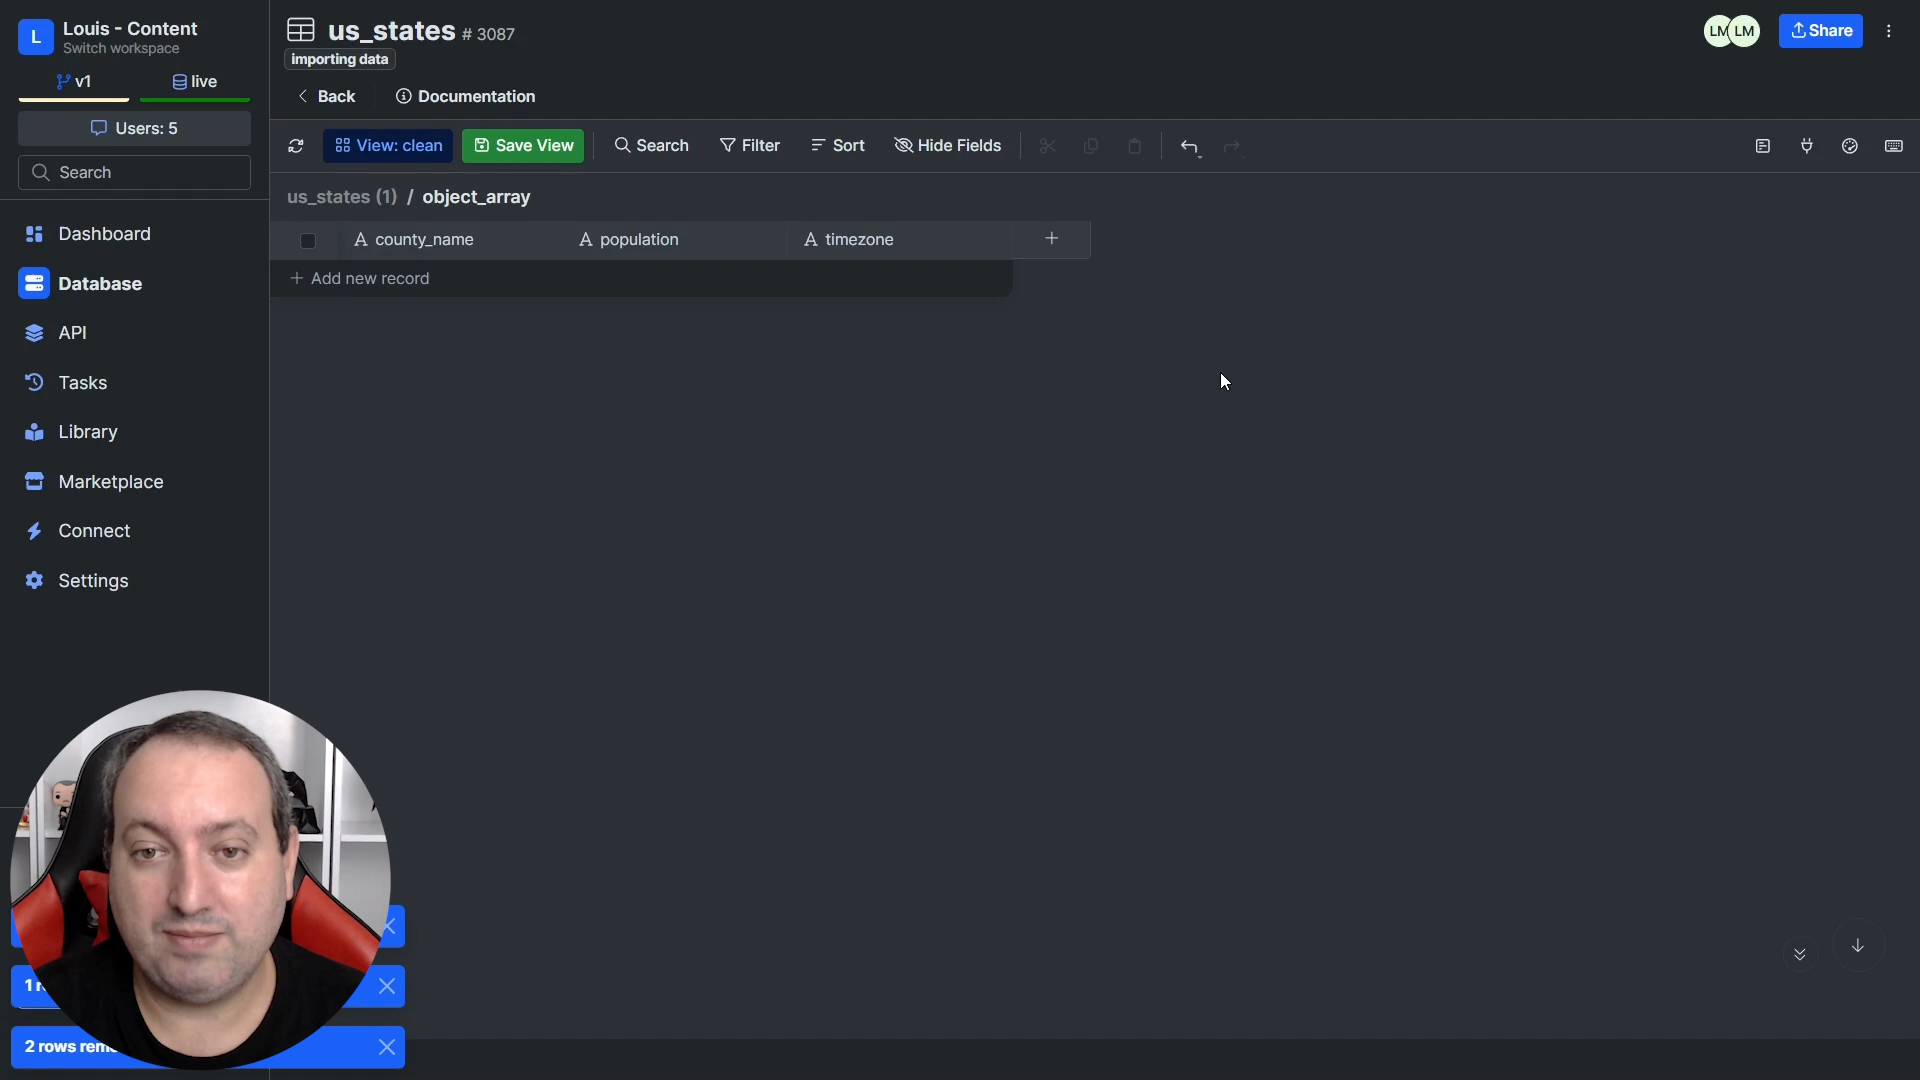 L
Louis - Content
Switch workspace
v1
live
Users: 5
Search
Dashboard
Database
API
Tasks
Library
Marketplace
Connect
Settings
us_states # 3087
importing data
Back
Documentation
LM LM
Share
View: clean
Save View
Search
Filter
Sort
Hide Fields
us_states (1) / object_array
A county_name
A population
A timezone
+
+ Add new record
1
2 rows